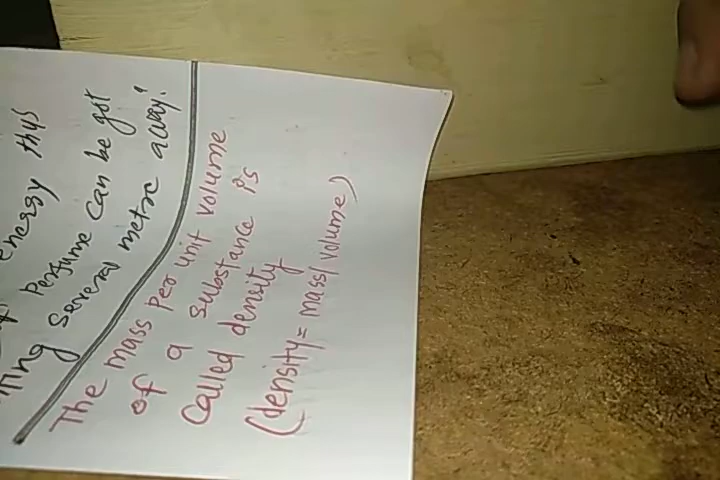 energy thus
perfume can be got
several metre away?
The mass per unit volume
of a substance is
Called density
(density = mass/volume)